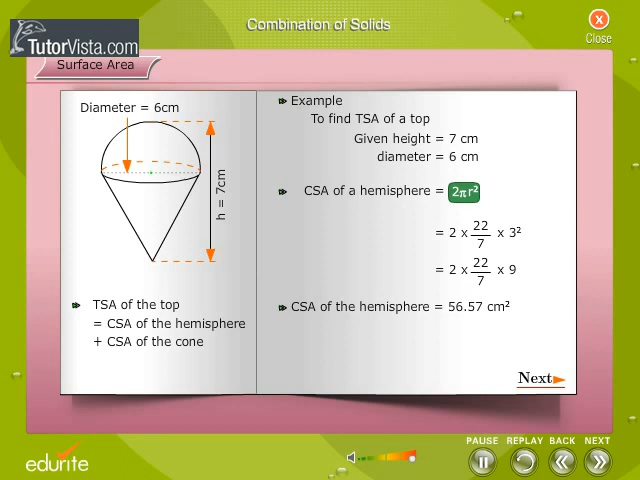 Combination of Solids
Close
TutorVista.com
Surface Area
Diameter = 6cm
h = 7cm
TSA of the top
= CSA of the hemisphere
+ CSA of the cone
Example
To find TSA of a top
Given height = 7 cm
diameter = 6 cm
CSA of a hemisphere = 2πr²
= 2 x 22/7 x 3²
= 2 x 22/7 x 9
CSA of the hemisphere = 56.57 cm²
Next
PAUSE REPLAY BACK NEXT
edurite